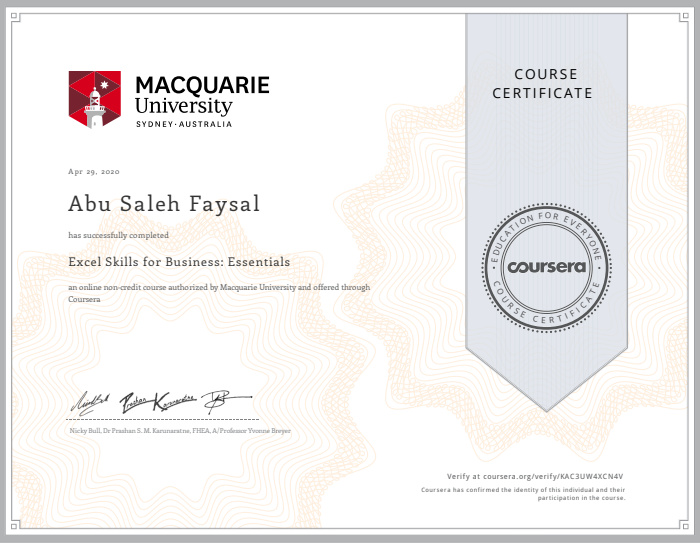 MACQUARIE
University
SYDNEY·AUSTRALIA
COURSE
CERTIFICATE
Apr 29, 2020
Abu Saleh Faysal
has successfully completed
Excel Skills for Business: Essentials
an online non-credit course authorized by Macquarie University and offered through
Coursera
EDUCATION FOR EVERYONE
coursera
COURSE CERTIFICATE
Nicky Bull, Dr Prashan S. M. Karunaratne, FHEA, A/Professor Yvonne Breyer
Verify at coursera.org/verify/KAC3UW4XCN4V
Coursera has confirmed the identity of this individual and their
participation in the course.